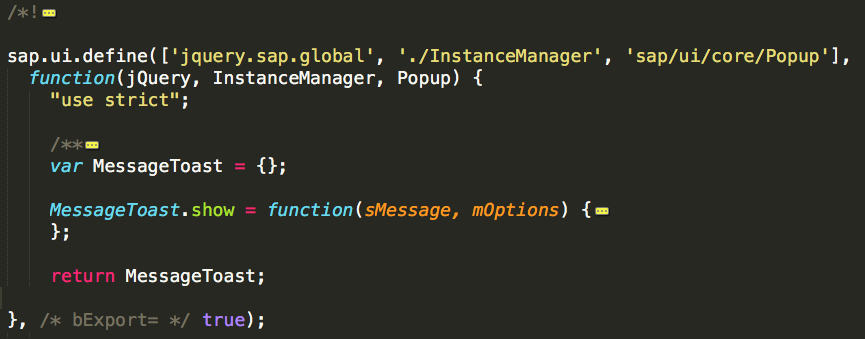 /*!
sap.ui.define(['jquery.sap.global', './InstanceManager', 'sap/ui/core/Popup'],
function(jQuery, InstanceManager, Popup) {
"use strict";
/**
var MessageToast = {};
MessageToast.show = function(sMessage, mOptions) {
};
return MessageToast;
}, /* bExport= */ true);